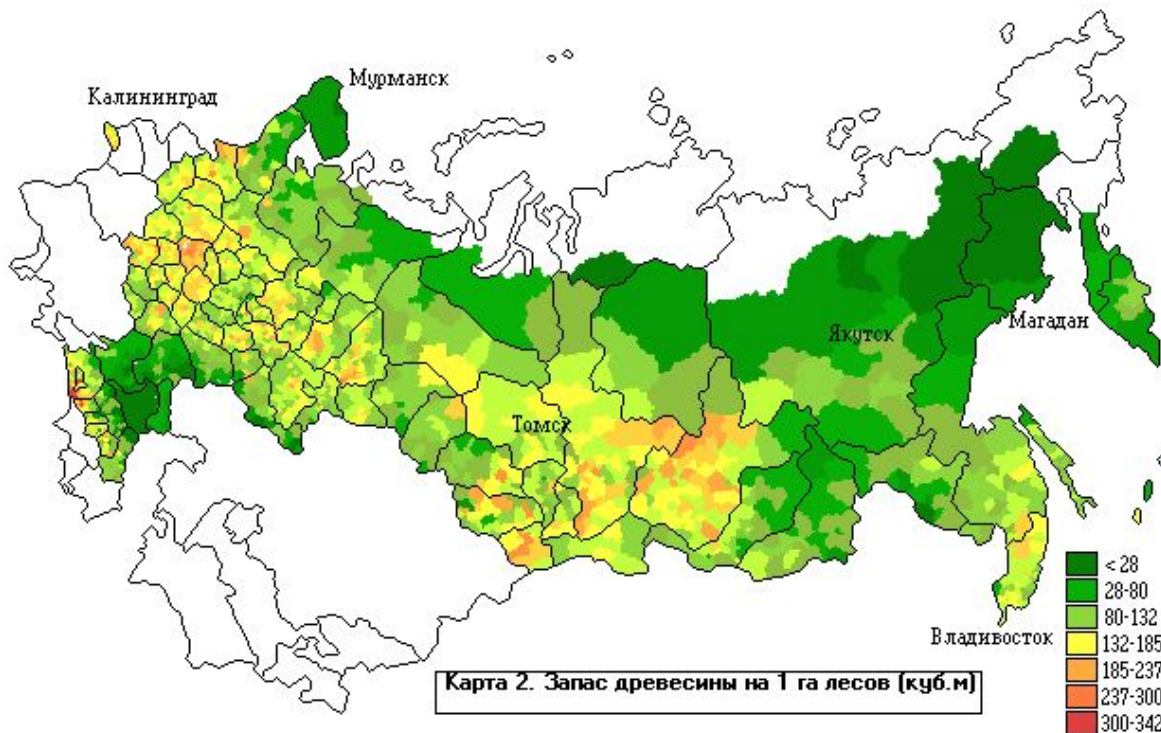 Мурманск
Калининград
Якутск
Магадан
Томск
Владивосток
< 28
28-80
80-132
132-185
185-237
237-300
300-342
Карта 2. Запас древесины на 1 га лесов (куб.м)